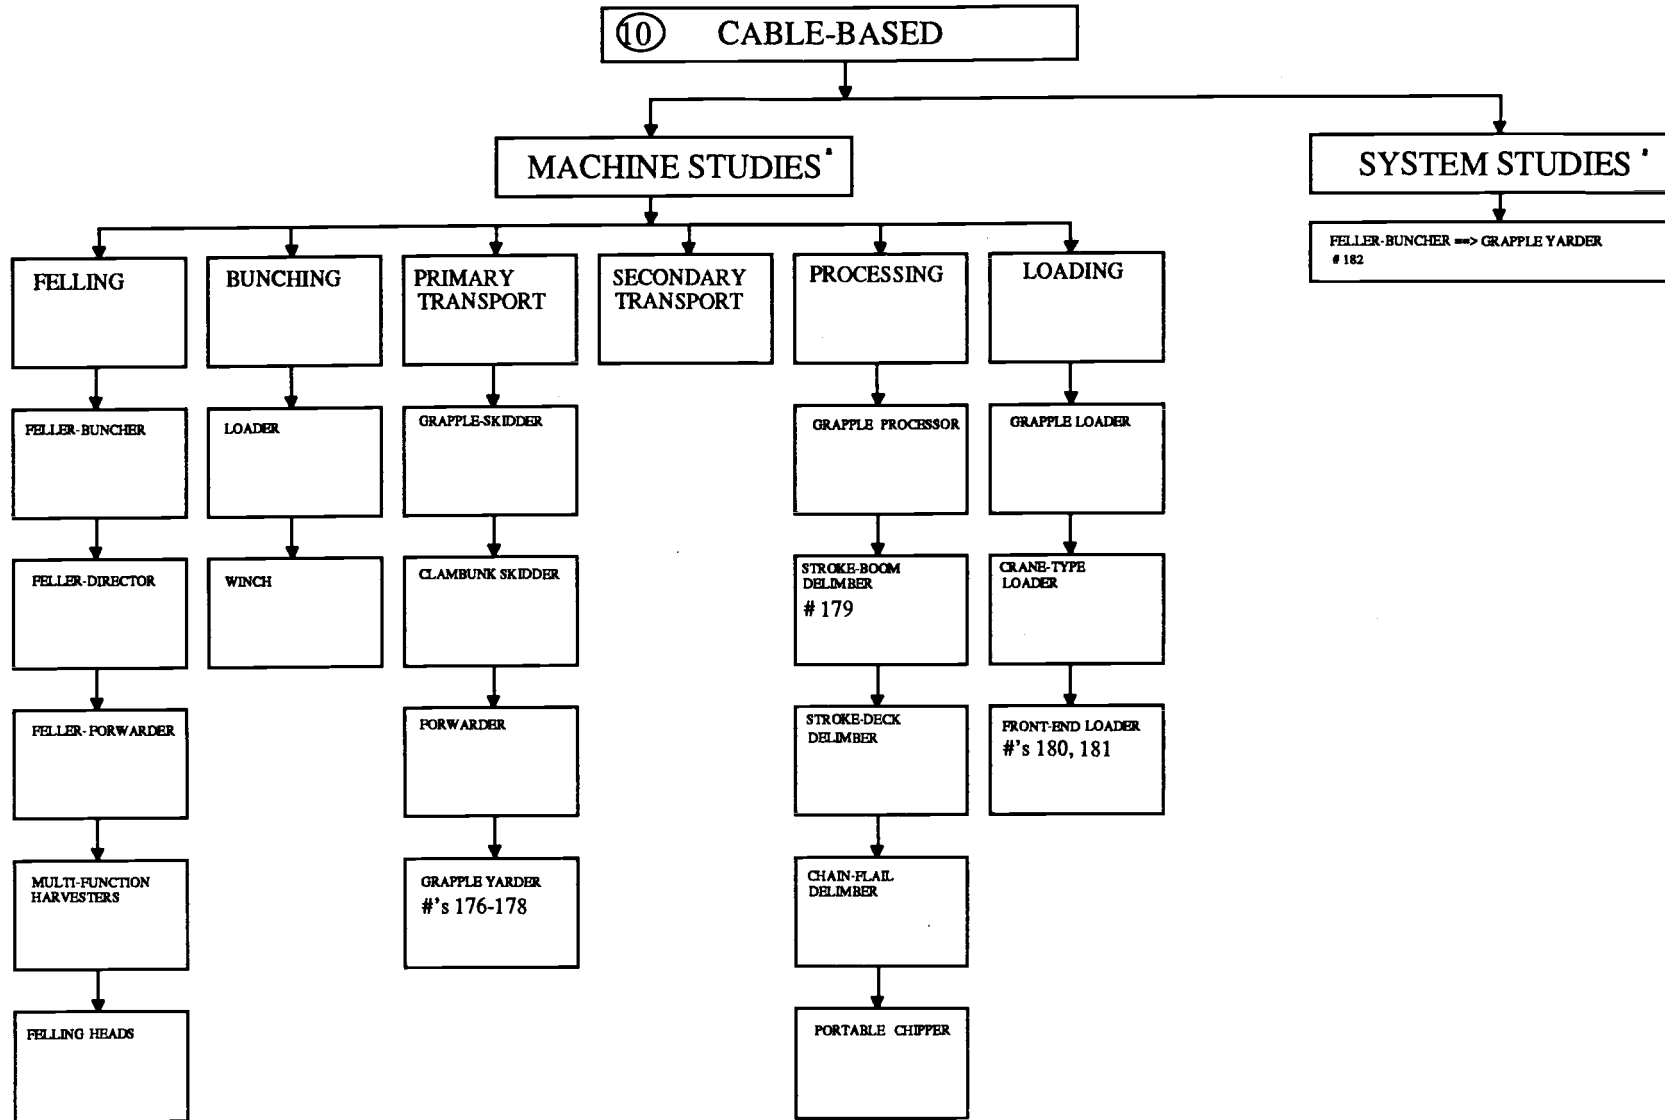 10 CABLE-BASED
MACHINE STUDIES a
SYSTEM STUDIES a
FELLER-BUNCHER ==> GRAPPLE YARDER
# 182
FELLING
BUNCHING
PRIMARY
TRANSPORT
SECONDARY
TRANSPORT
PROCESSING
LOADING
FELLER-BUNCHER
LOADER
GRAPPLE-SKIDDER
GRAPPLE PROCESSOR
GRAPPLE LOADER
FELLER-DIRECTOR
WINCH
CLAMBUNK SKIDDER
STROKE-BOOM
DELIMBER
# 179
CRANE-TYPE
LOADER
FELLER-FORWARDER
FORWARDER
STROKE-DECK
DELIMBER
FRONT-END LOADER
#'s 180, 181
MULTI-FUNCTION
HARVESTERS
GRAPPLE YARDER
#'s 176-178
CHAIN-FLAIL
DELIMBER
FELLING HEADS
PORTABLE CHIPPER